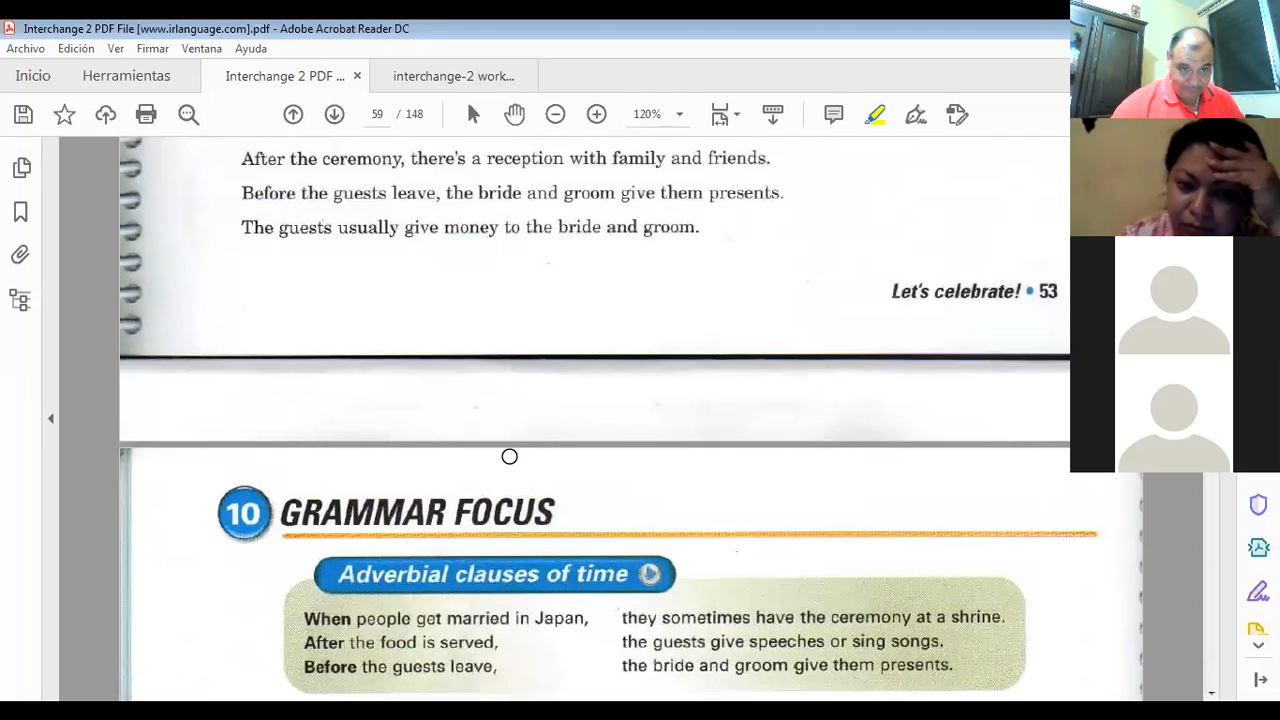 Interchange 2 PDF File [www.irlanguage.com].pdf - Adobe Acrobat Reader DC
Archivo Edición Ver Firmar Ventana Ayuda
Inicio Herramientas Interchange 2 PDF ... × interchange-2 work...
59 / 148 120%
After the ceremony, there's a reception with family and friends.
Before the guests leave, the bride and groom give them presents.
The guests usually give money to the bride and groom.
Let's celebrate! • 53
10 GRAMMAR FOCUS
Adverbial clauses of time
When people get married in Japan, they sometimes have the ceremony at a shrine.
After the food is served, the guests give speeches or sing songs.
Before the guests leave, the bride and groom give them presents.